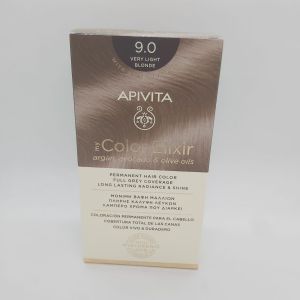 9.0
VERY LIGHT
BLONDE
APIVITA
my Color Elixir
argan, avocado & olive oils
PERMANENT HAIR COLOR
FULL GREY COVERAGE
LONG LASTING RADIANCE & SHINE
ΜΟΝΙΜΗ ΒΑΦΗ ΜΑΛΛΙΩΝ
ΠΛΗΡΗΣ ΚΑΛΥΨΗ ΛΕΥΚΩΝ
ΛΑΜΠΕΡΟ ΧΡΩΜΑ ΠΟΥ ΔΙΑΡΚΕΙ
COLORACIÓN PERMANENTE PARA EL CABELLO
COBERTURA TOTAL DE LAS CANAS
COLOR VIVO & DURADERO